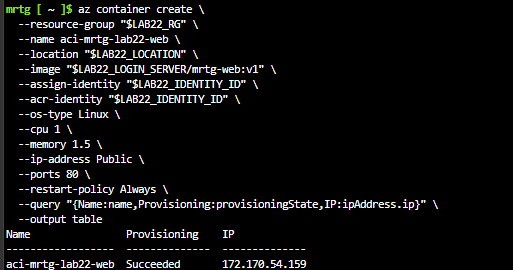 mrtg [ ~ ]$ az container create \
  --resource-group "$LAB22_RG" \
  --name aci-mrtg-lab22-web \
  --location "$LAB22_LOCATION" \
  --image "$LAB22_LOGIN_SERVER/mrtg-web:v1" \
  --assign-identity "$LAB22_IDENTITY_ID" \
  --acr-identity "$LAB22_IDENTITY_ID" \
  --os-type Linux \
  --cpu 1 \
  --memory 1.5 \
  --ip-address Public \
  --ports 80 \
  --restart-policy Always \
  --query "{Name:name,Provisioning:provisioningState,IP:ipAddress.ip}" \
  --output table
Name                Provisioning    IP
------------------  --------------  --------------
aci-mrtg-lab22-web  Succeeded       172.170.54.159